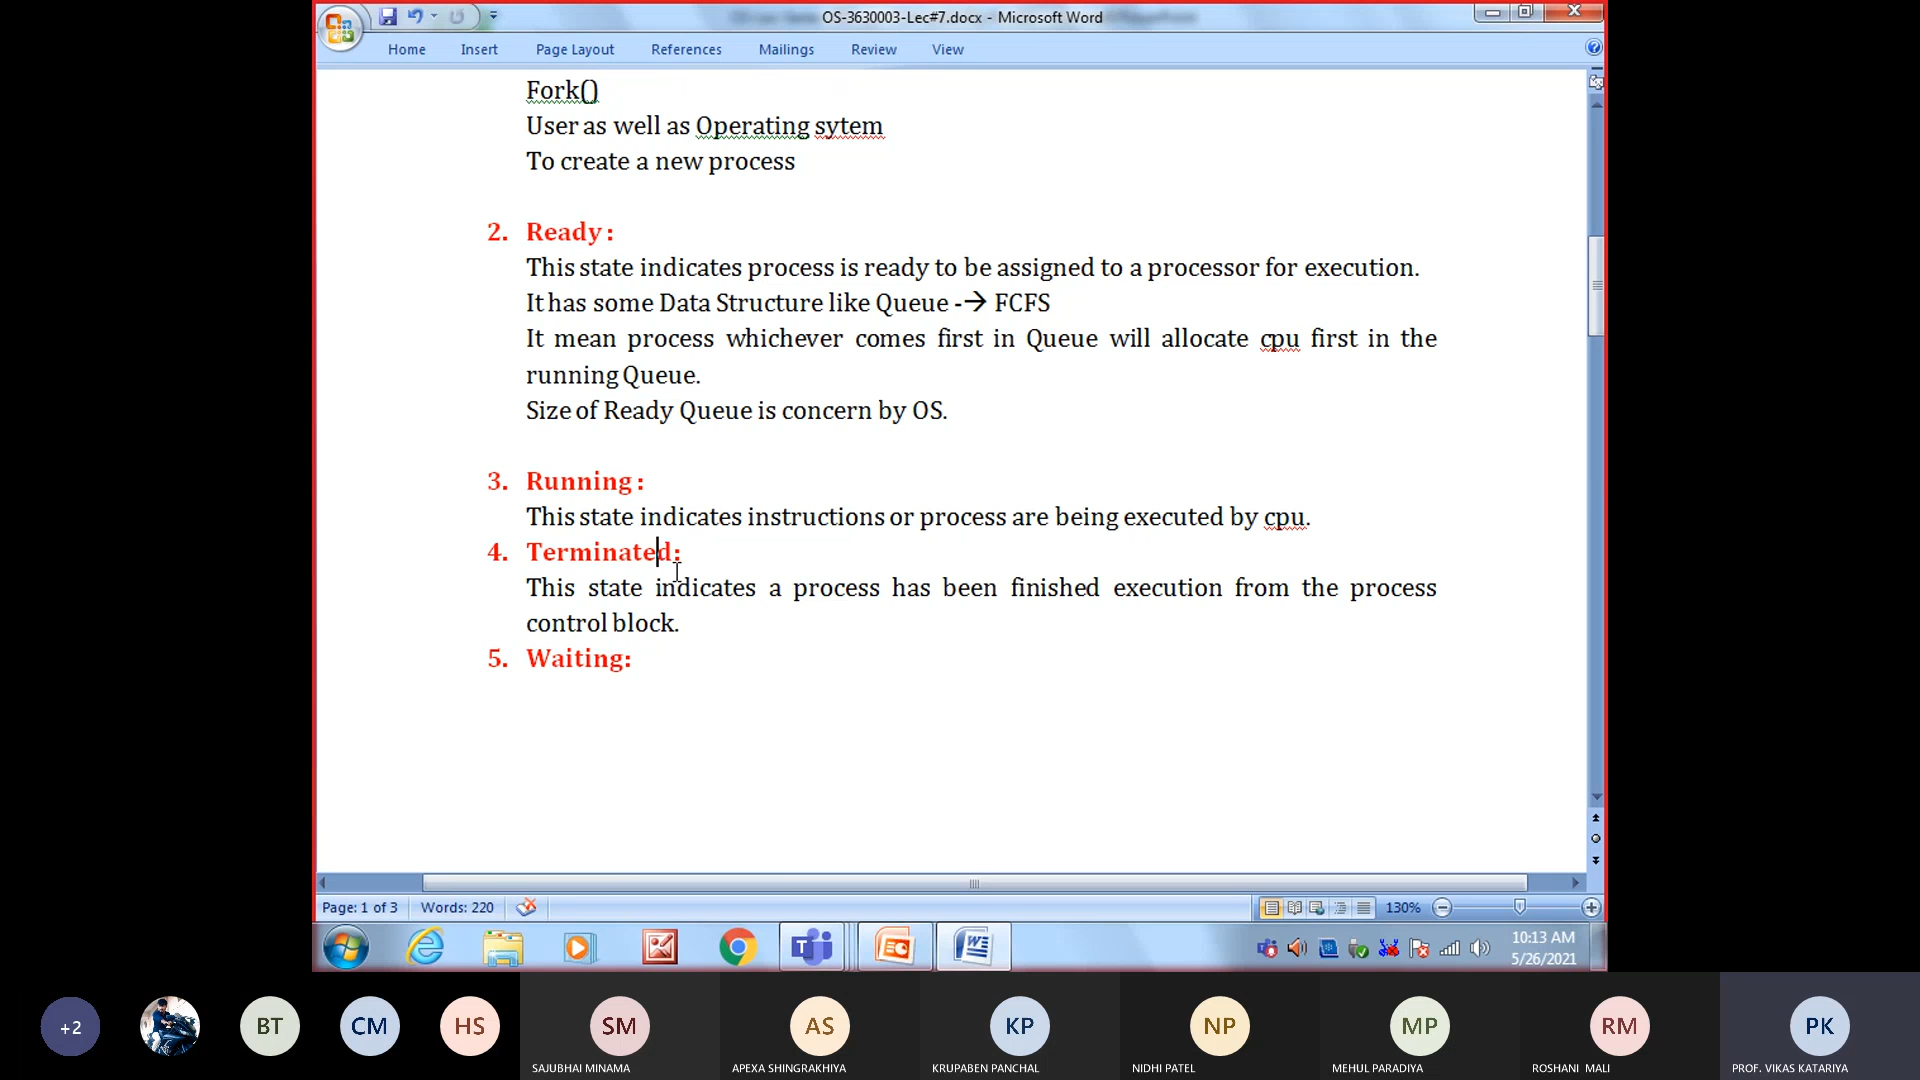 OS-3630003-Lec#7.docx - Microsoft Word
Home Insert Page Layout References Mailings Review View
Fork()
User as well as Operating sytem
To create a new process
2. Ready :
This state indicates process is ready to be assigned to a processor for execution.
It has some Data Structure like Queue -→ FCFS
It mean process whichever comes first in Queue will allocate cpu first in the
running Queue.
Size of Ready Queue is concern by OS.
3. Running :
This state indicates instructions or process are being executed by cpu.
4. Terminated:
This state indicates a process has been finished execution from the process
control block.
5. Waiting:
Page: 1 of 3 Words: 220 130%
10:13 AM
5/26/2021
+2 BT CM HS SM AS KP NP MP RM PK
SAJUBHAI MINAMA APEXA SHINGRAKHIYA KRUPABEN PANCHAL NIDHI PATEL MEHUL PARADIYA ROSHANI MALI PROF. VIKAS KATARIYA